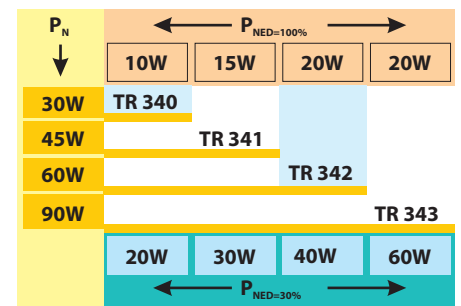 P_N P_NED=100%
10W 15W 20W 20W
30W TR 340
45W TR 341
60W TR 342
90W TR 343
20W 30W 40W 60W
P_NED=30%